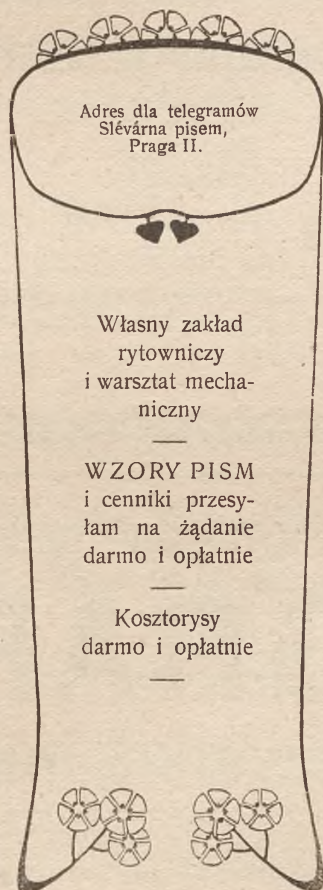 Adres dla telegramów
Slévárna pisem,
Praga II.
Własny zakład
rytowniczy
i warsztat mecha-
niczny
WZORY PISM
i cenniki przesy-
łam na żądanie
darmo i opłatnie
Kosztorysy
darmo i opłatnie